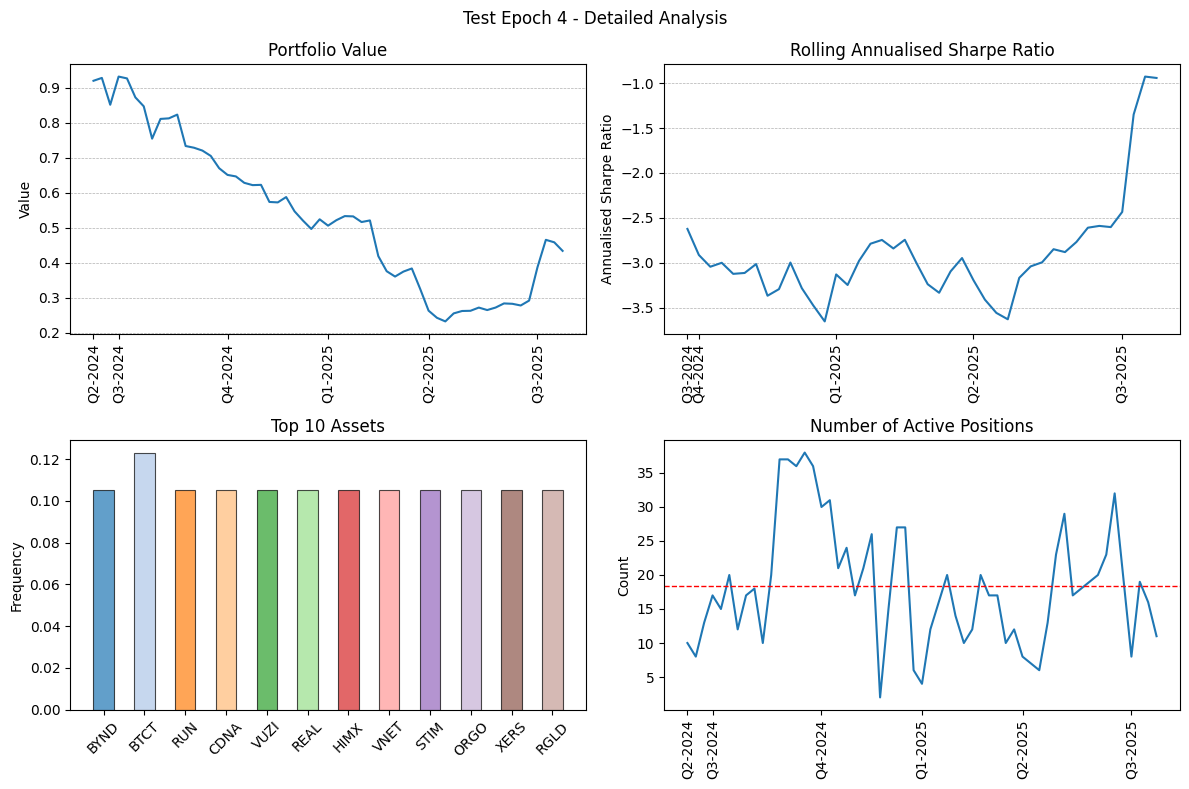 Test Epoch 4 - Detailed Analysis
Portfolio Value
Value
0.9
0.8
0.7
0.6
0.5
0.4
0.3
0.2
Q2-2024
Q3-2024
Q4-2024
Q1-2025
Q2-2025
Q3-2025
Rolling Annualised Sharpe Ratio
Annualised Sharpe Ratio
−1.0
−1.5
−2.0
−2.5
−3.0
−3.5
Q3-2024
Q4-2024
Q1-2025
Q2-2025
Q3-2025
Top 10 Assets
Frequency
0.12
0.10
0.08
0.06
0.04
0.02
0.00
BYND
BTCT
RUN
CDNA
VUZI
REAL
HIMX
VNET
STIM
ORGO
XERS
RGLD
Number of Active Positions
Count
35
30
25
20
15
10
5
Q2-2024
Q3-2024
Q4-2024
Q1-2025
Q2-2025
Q3-2025